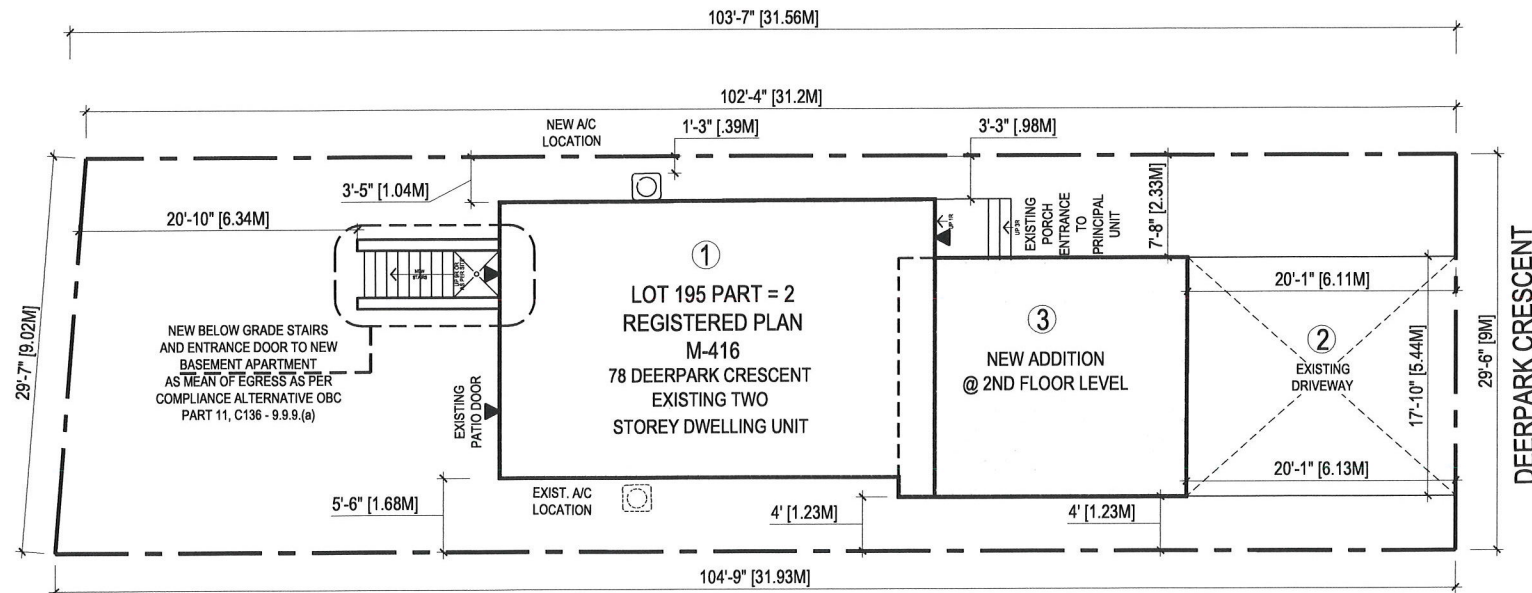 103'-7" [31.56M]
102'-4" [31.2M]
NEW A/C
LOCATION
1'-3" [.39M]
3'-3" [.98M]
3'-5" [1.04M]
20'-10" [6.34M]
7'-8" [2.33M]
EXISTING
PORCH
ENTRANCE
TO
PRINCIPAL
UNIT
UP 3R
UP 1R
1
LOT 195 PART = 2
REGISTERED PLAN
M-416
78 DEERPARK CRESCENT
EXISTING TWO
STOREY DWELLING UNIT
NEW
STAIRS
NEW BELOW GRADE STAIRS
AND ENTRANCE DOOR TO NEW
BASEMENT APARTMENT
AS MEAN OF EGRESS AS PER
COMPLIANCE ALTERNATIVE OBC
PART 11, C136 - 9.9.9.(a)
EXISTING
PATIO DOOR
29'-7" [9.02M]
3
NEW ADDITION
@ 2ND FLOOR LEVEL
20'-1" [6.11M]
2
EXISTING
DRIVEWAY
17'-10" [5.44M]
20'-1" [6.13M]
29'-6" [9M]
DEERPARK CRESCENT
5'-6" [1.68M]
EXIST. A/C
LOCATION
4' [1.23M]
4' [1.23M]
104'-9" [31.93M]